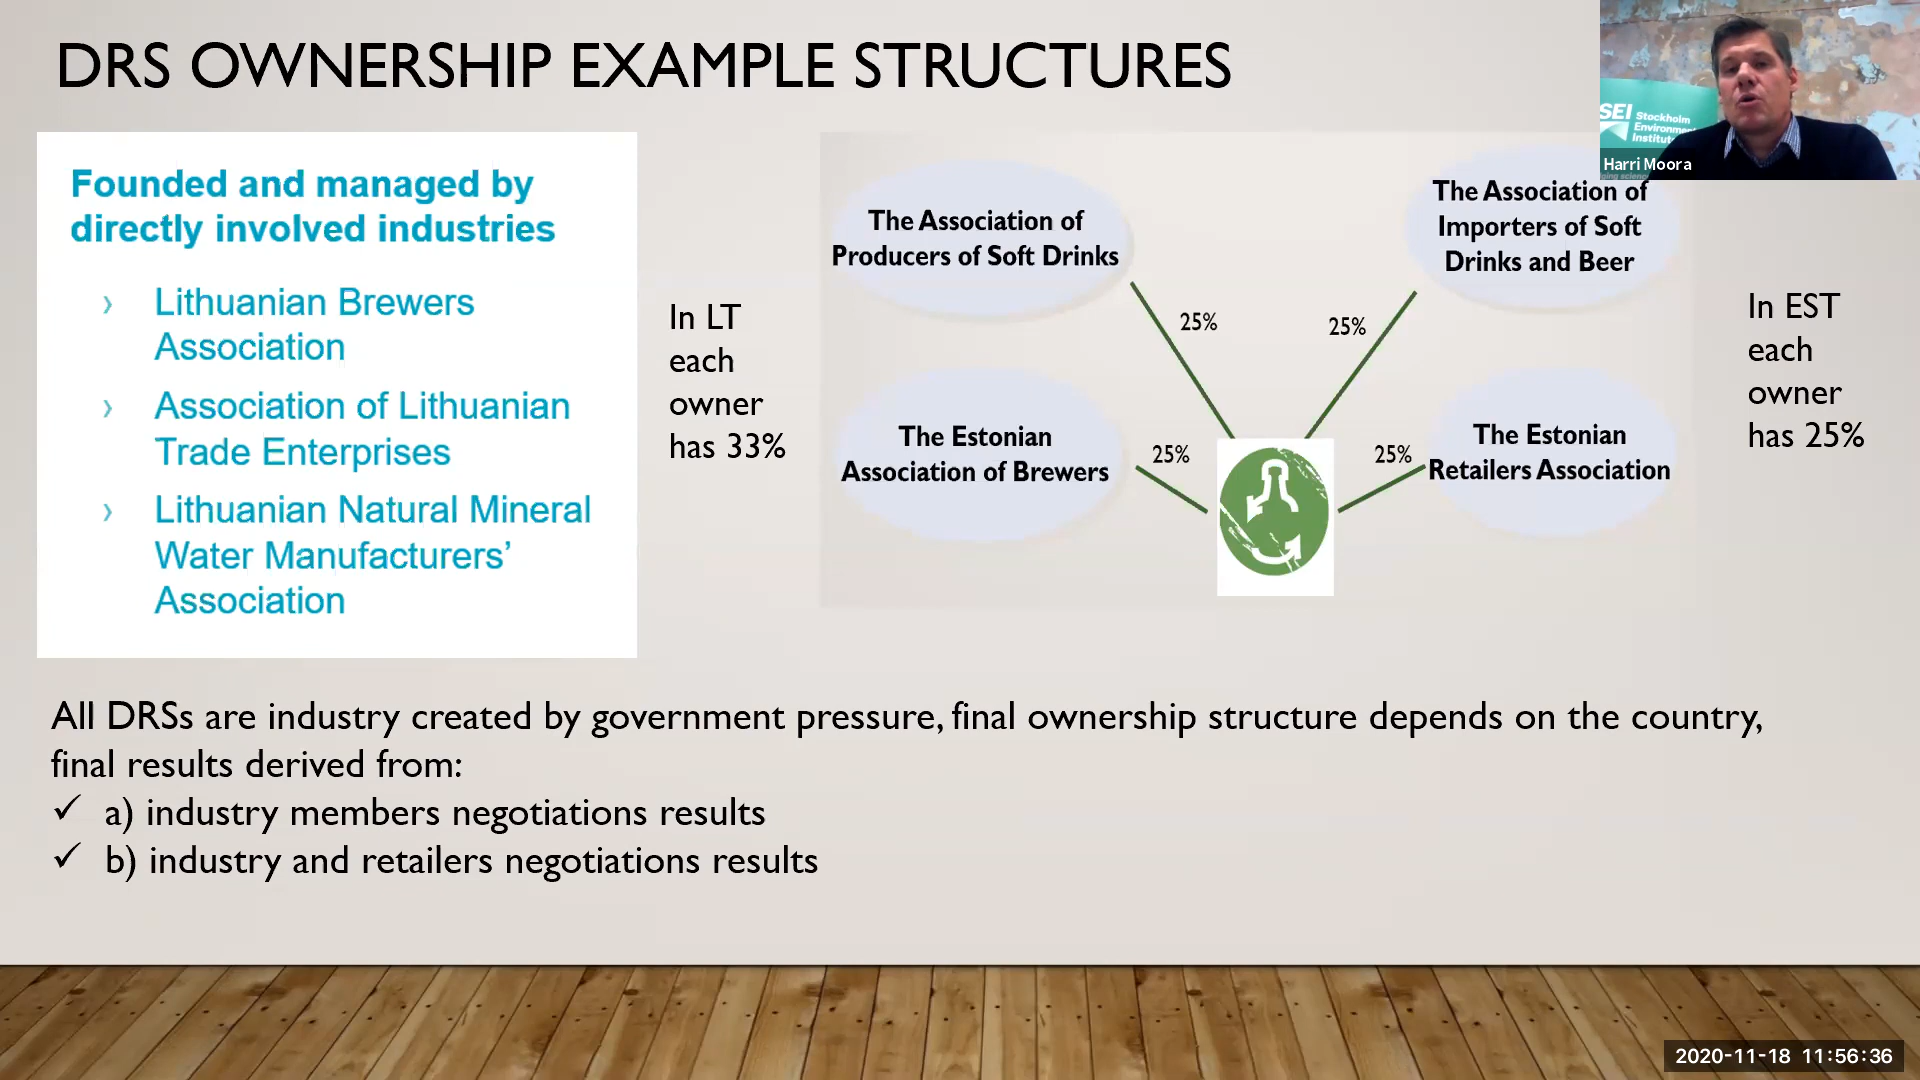 DRS OWNERSHIP EXAMPLE STRUCTURES
Founded and managed by
directly involved industries
› Lithuanian Brewers
Association
› Association of Lithuanian
Trade Enterprises
› Lithuanian Natural Mineral
Water Manufacturers’
Association
In LT
each
owner
has 33%
The Association of
Producers of Soft Drinks
25%
The Association of
Importers of Soft
Drinks and Beer
25%
The Estonian
Association of Brewers
25%
The Estonian
Retailers Association
25%
In EST
each
owner
has 25%
SEI Stockholm
Environment
Institute
Harri Moora
All DRSs are industry created by government pressure, final ownership structure depends on the country,
final results derived from:
✓ a) industry members negotiations results
✓ b) industry and retailers negotiations results
2020-11-18 11:56:36